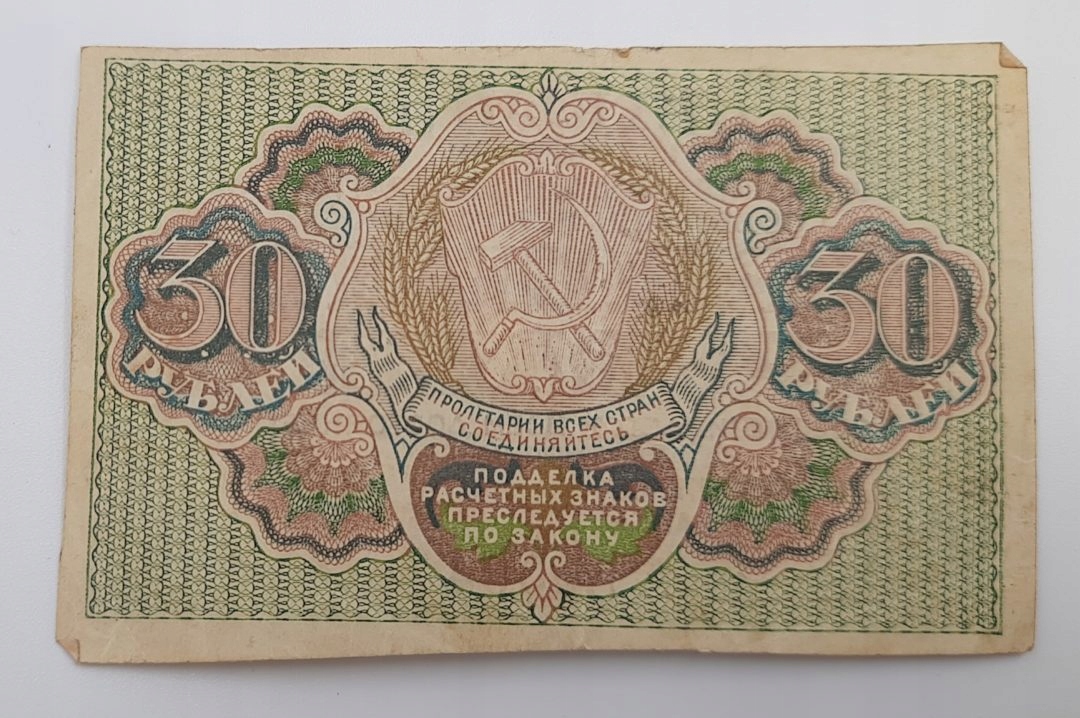 30
РУБЛЕЙ
30
РУБЛЕЙ
ПРОЛЕТАРИИ ВСЕХ СТРАН
СОЕДИНЯЙТЕСЬ
ПОДДЕЛКА
РАСЧЕТНЫХ ЗНАКОВ
ПРЕСЛЕДУЕТСЯ
ПО ЗАКОНУ